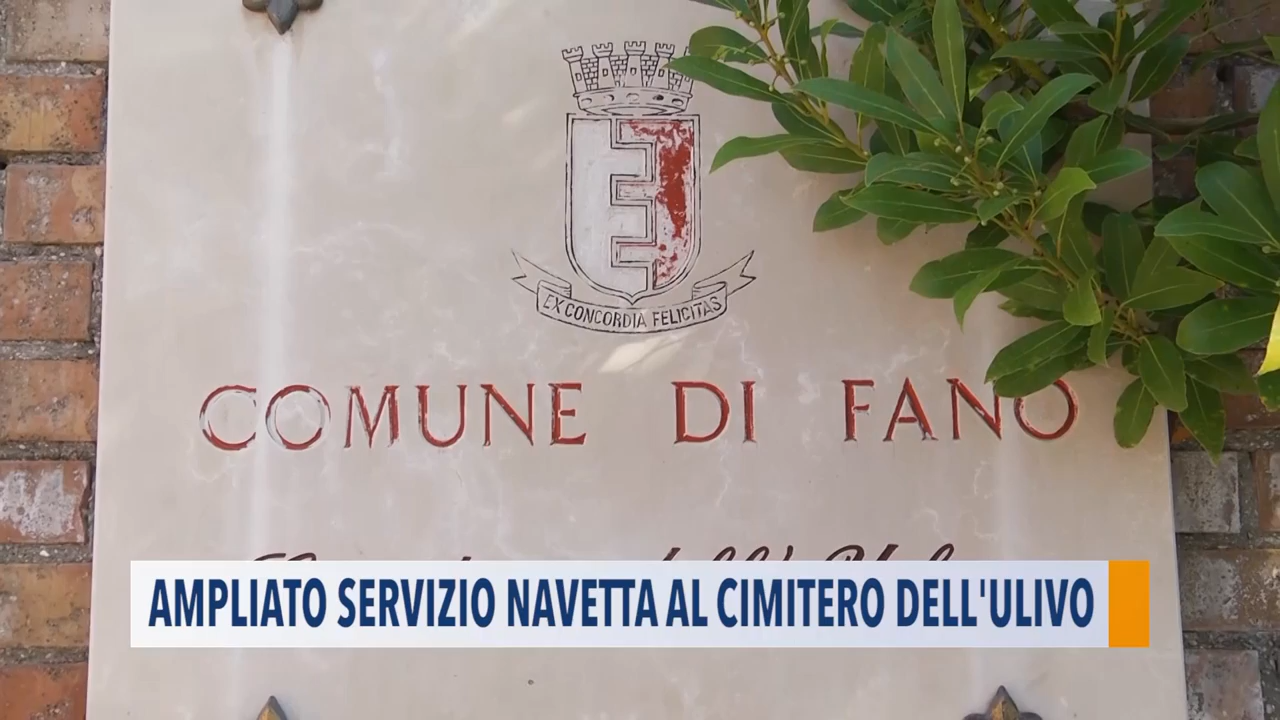 EX CONCORDIA FELICITAS
COMUNE DI FANO
AMPLIATO SERVIZIO NAVETTA AL CIMITERO DELL'ULIVO